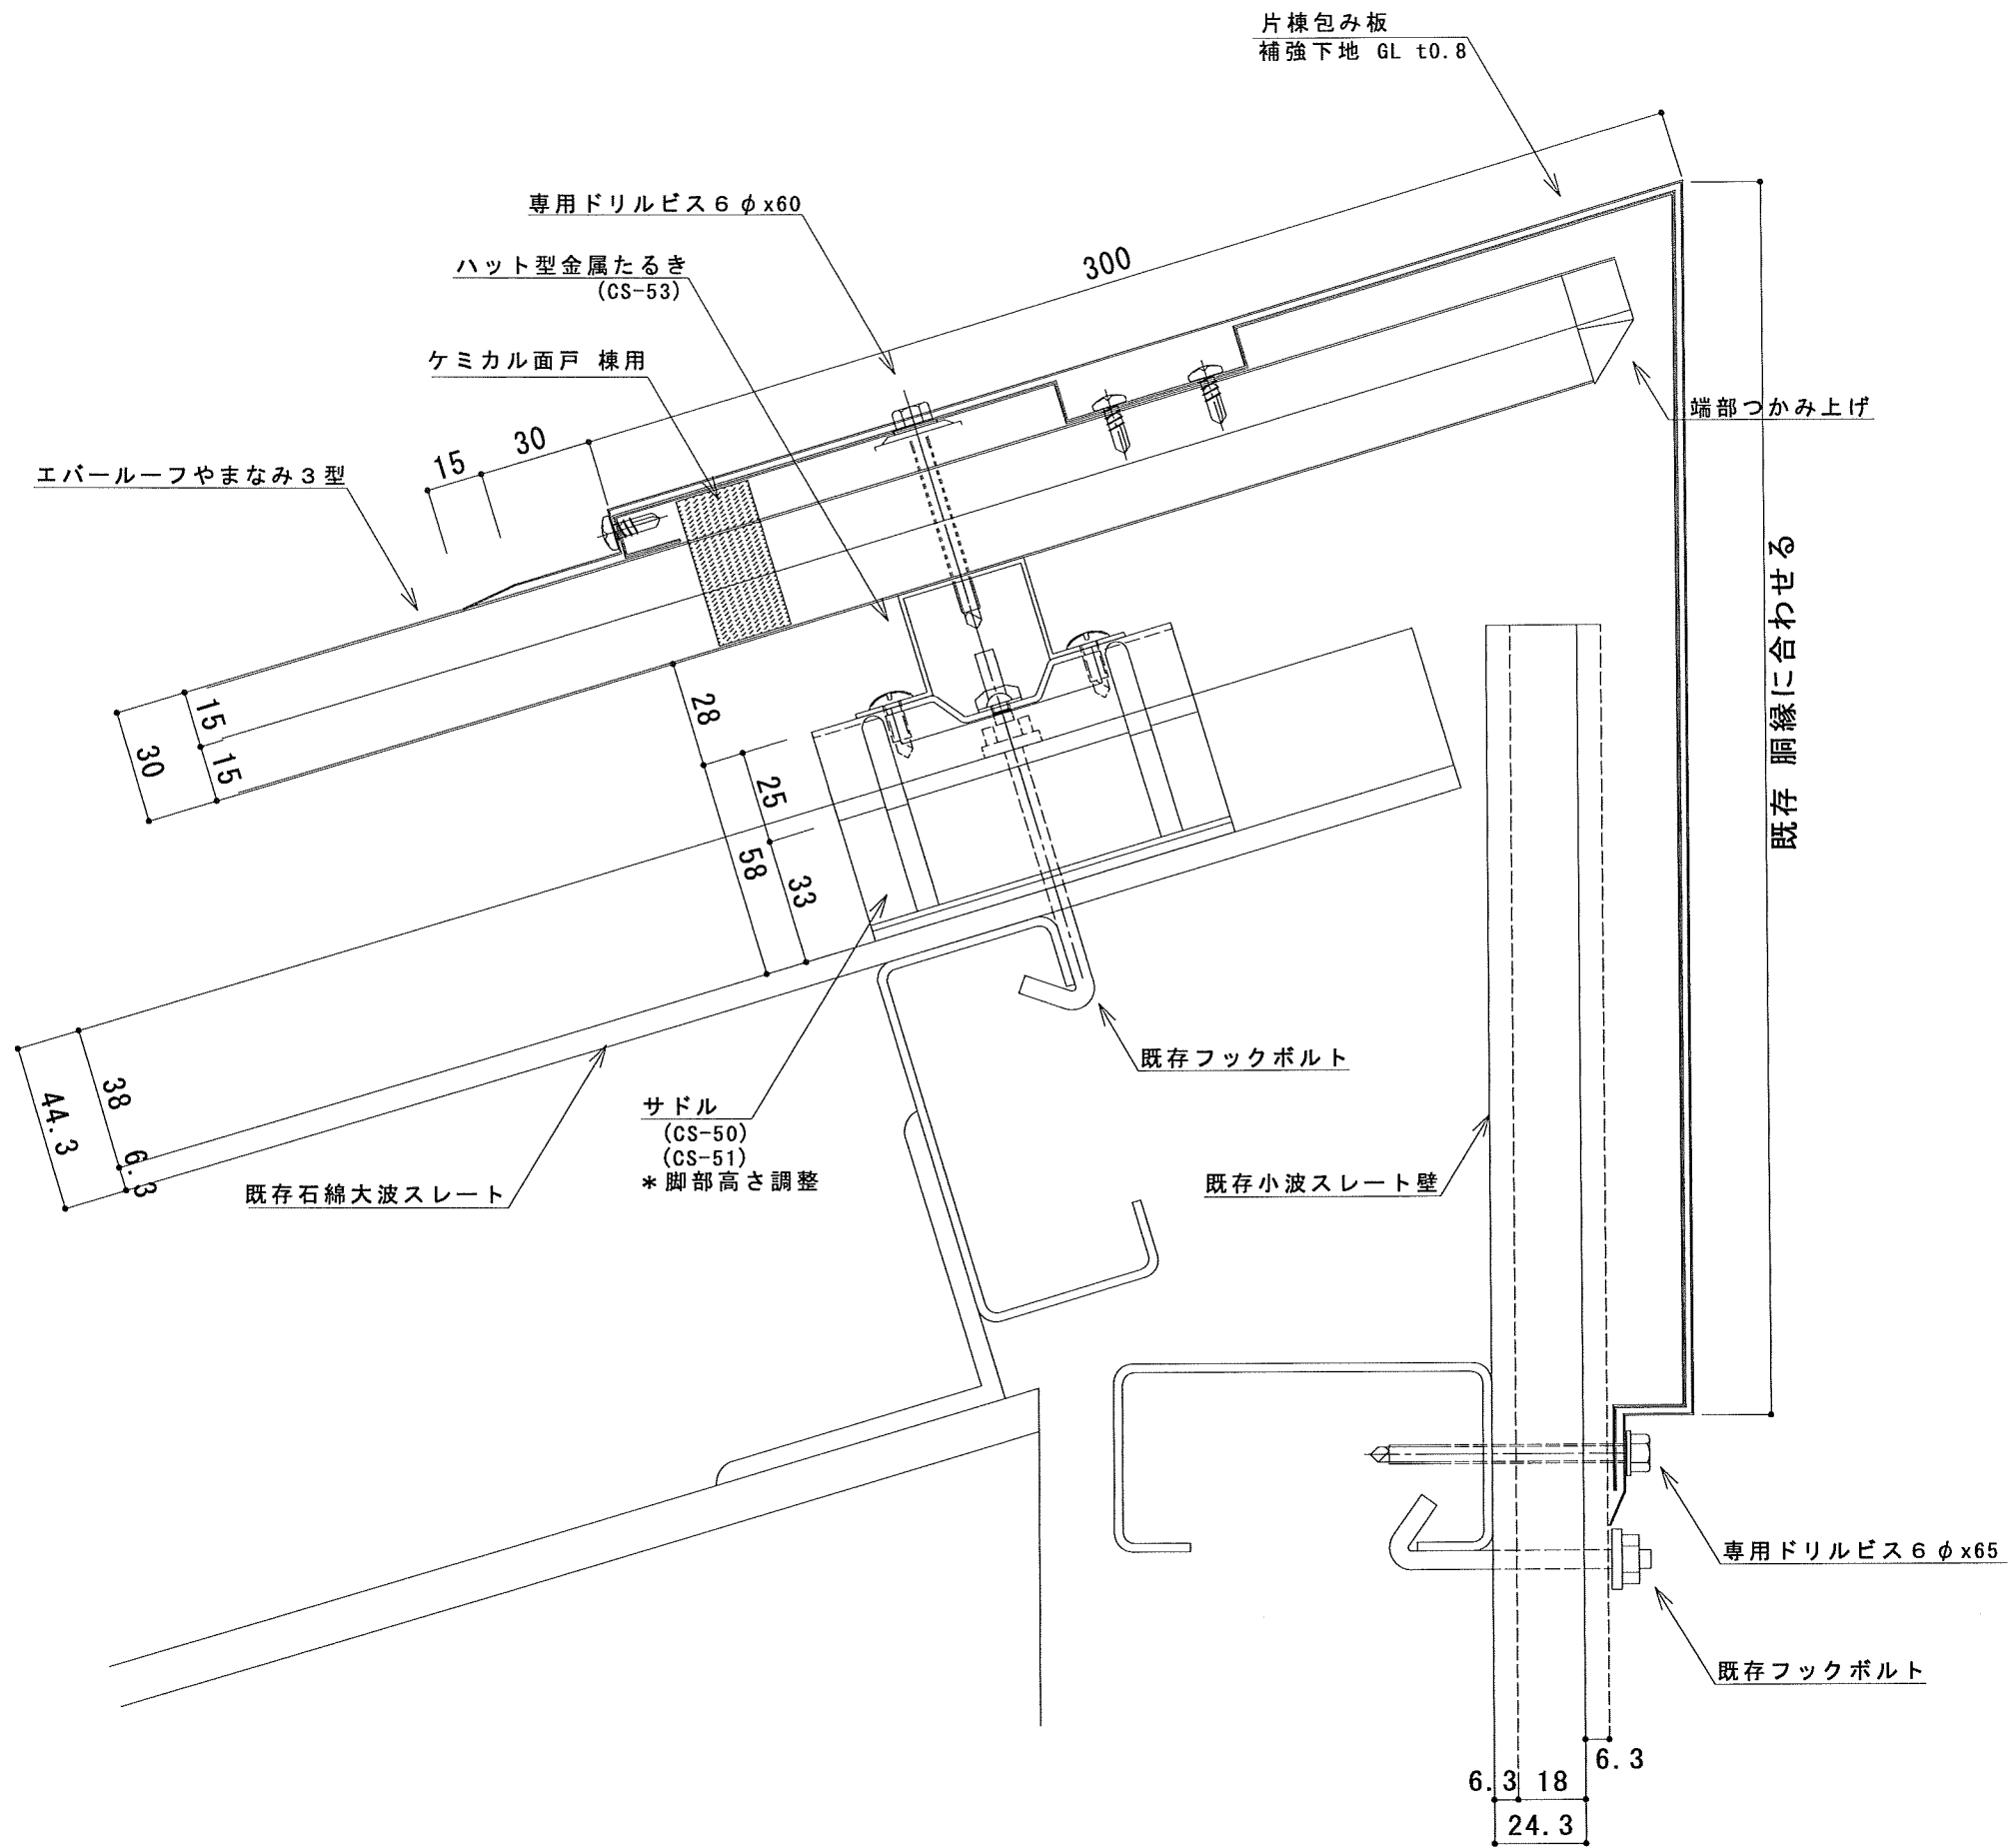 片棟包み板
補強下地 GL t0.8
専用ドリルビス6φx60
ハット型金属たるき
(CS-53)
300
ケミカル面戸 棟用
30
15
エバールーフやまなみ3型
端部つかみ上げ
既存 胴縁に合わせる
15
15
30
28
25
58
33
既存フックボルト
38
44.3
6.3
サドル
(CS-50)
(CS-51)
*脚部高さ調整
既存石綿大波スレート
既存小波スレート壁
専用ドリルビス6φx65
既存フックボルト
6.3
6.3
18
24.3